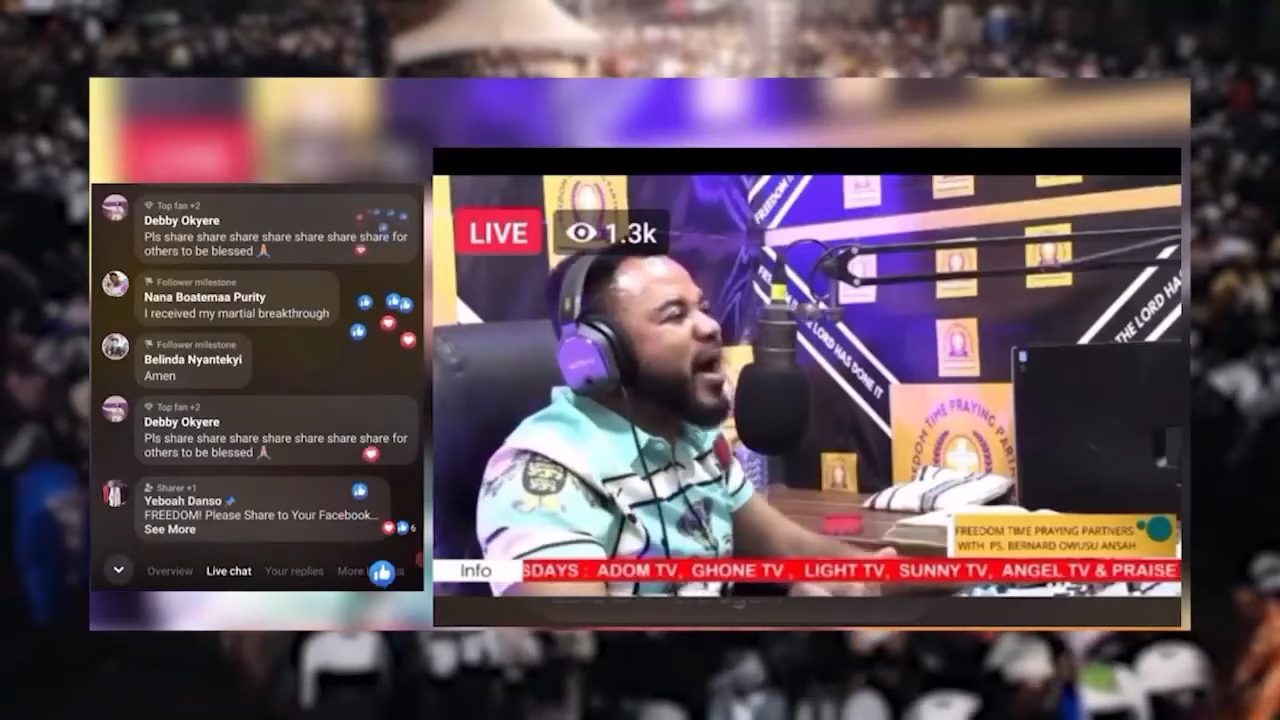 Top fan +2
Debby Okyere
Pls share share share share share share share for
others to be blessed 🙏
Follower milestone
Nana Boatemaa Purity
I received my martial breakthrough
Follower milestone
Belinda Nyantekyi
Amen
Top fan +2
Debby Okyere
Pls share share share share share share share for
others to be blessed 🙏
Sharer +1
Yeboah Danso
FREEDOM! Please Share to Your Facebook...
See More
6
Overview Live chat Your replies More
LIVE 1.3k
FREEDOM
THE LORD HAS DONE IT
THE LORD HAS
FREEDOM TIME PRAYING PARTNERS
WITH PS. BERNARD OWUSU ANSAH
Info SDAYS : ADOM TV, GHONE TV , LIGHT TV, SUNNY TV, ANGEL TV & PRAISE